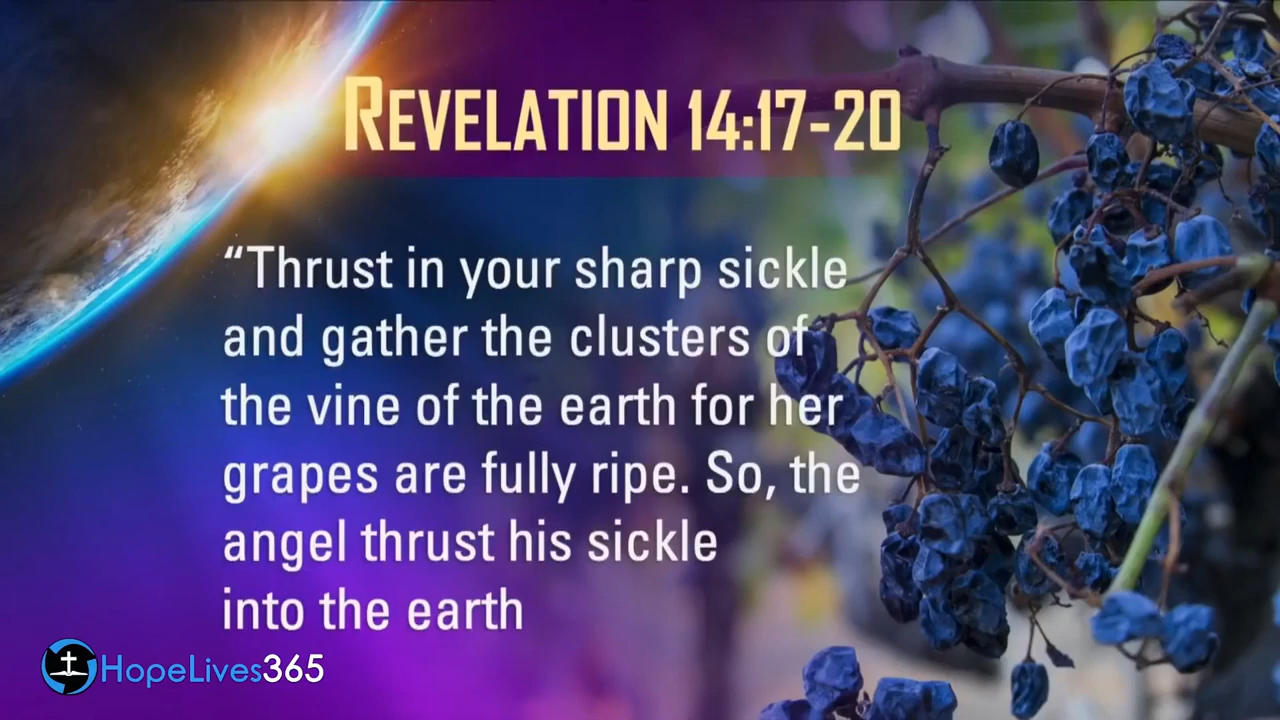 REVELATION 14:17-20
“Thrust in your sharp sickle
and gather the clusters of
the vine of the earth for her
grapes are fully ripe. So, the
angel thrust his sickle
into the earth
HopeLives365